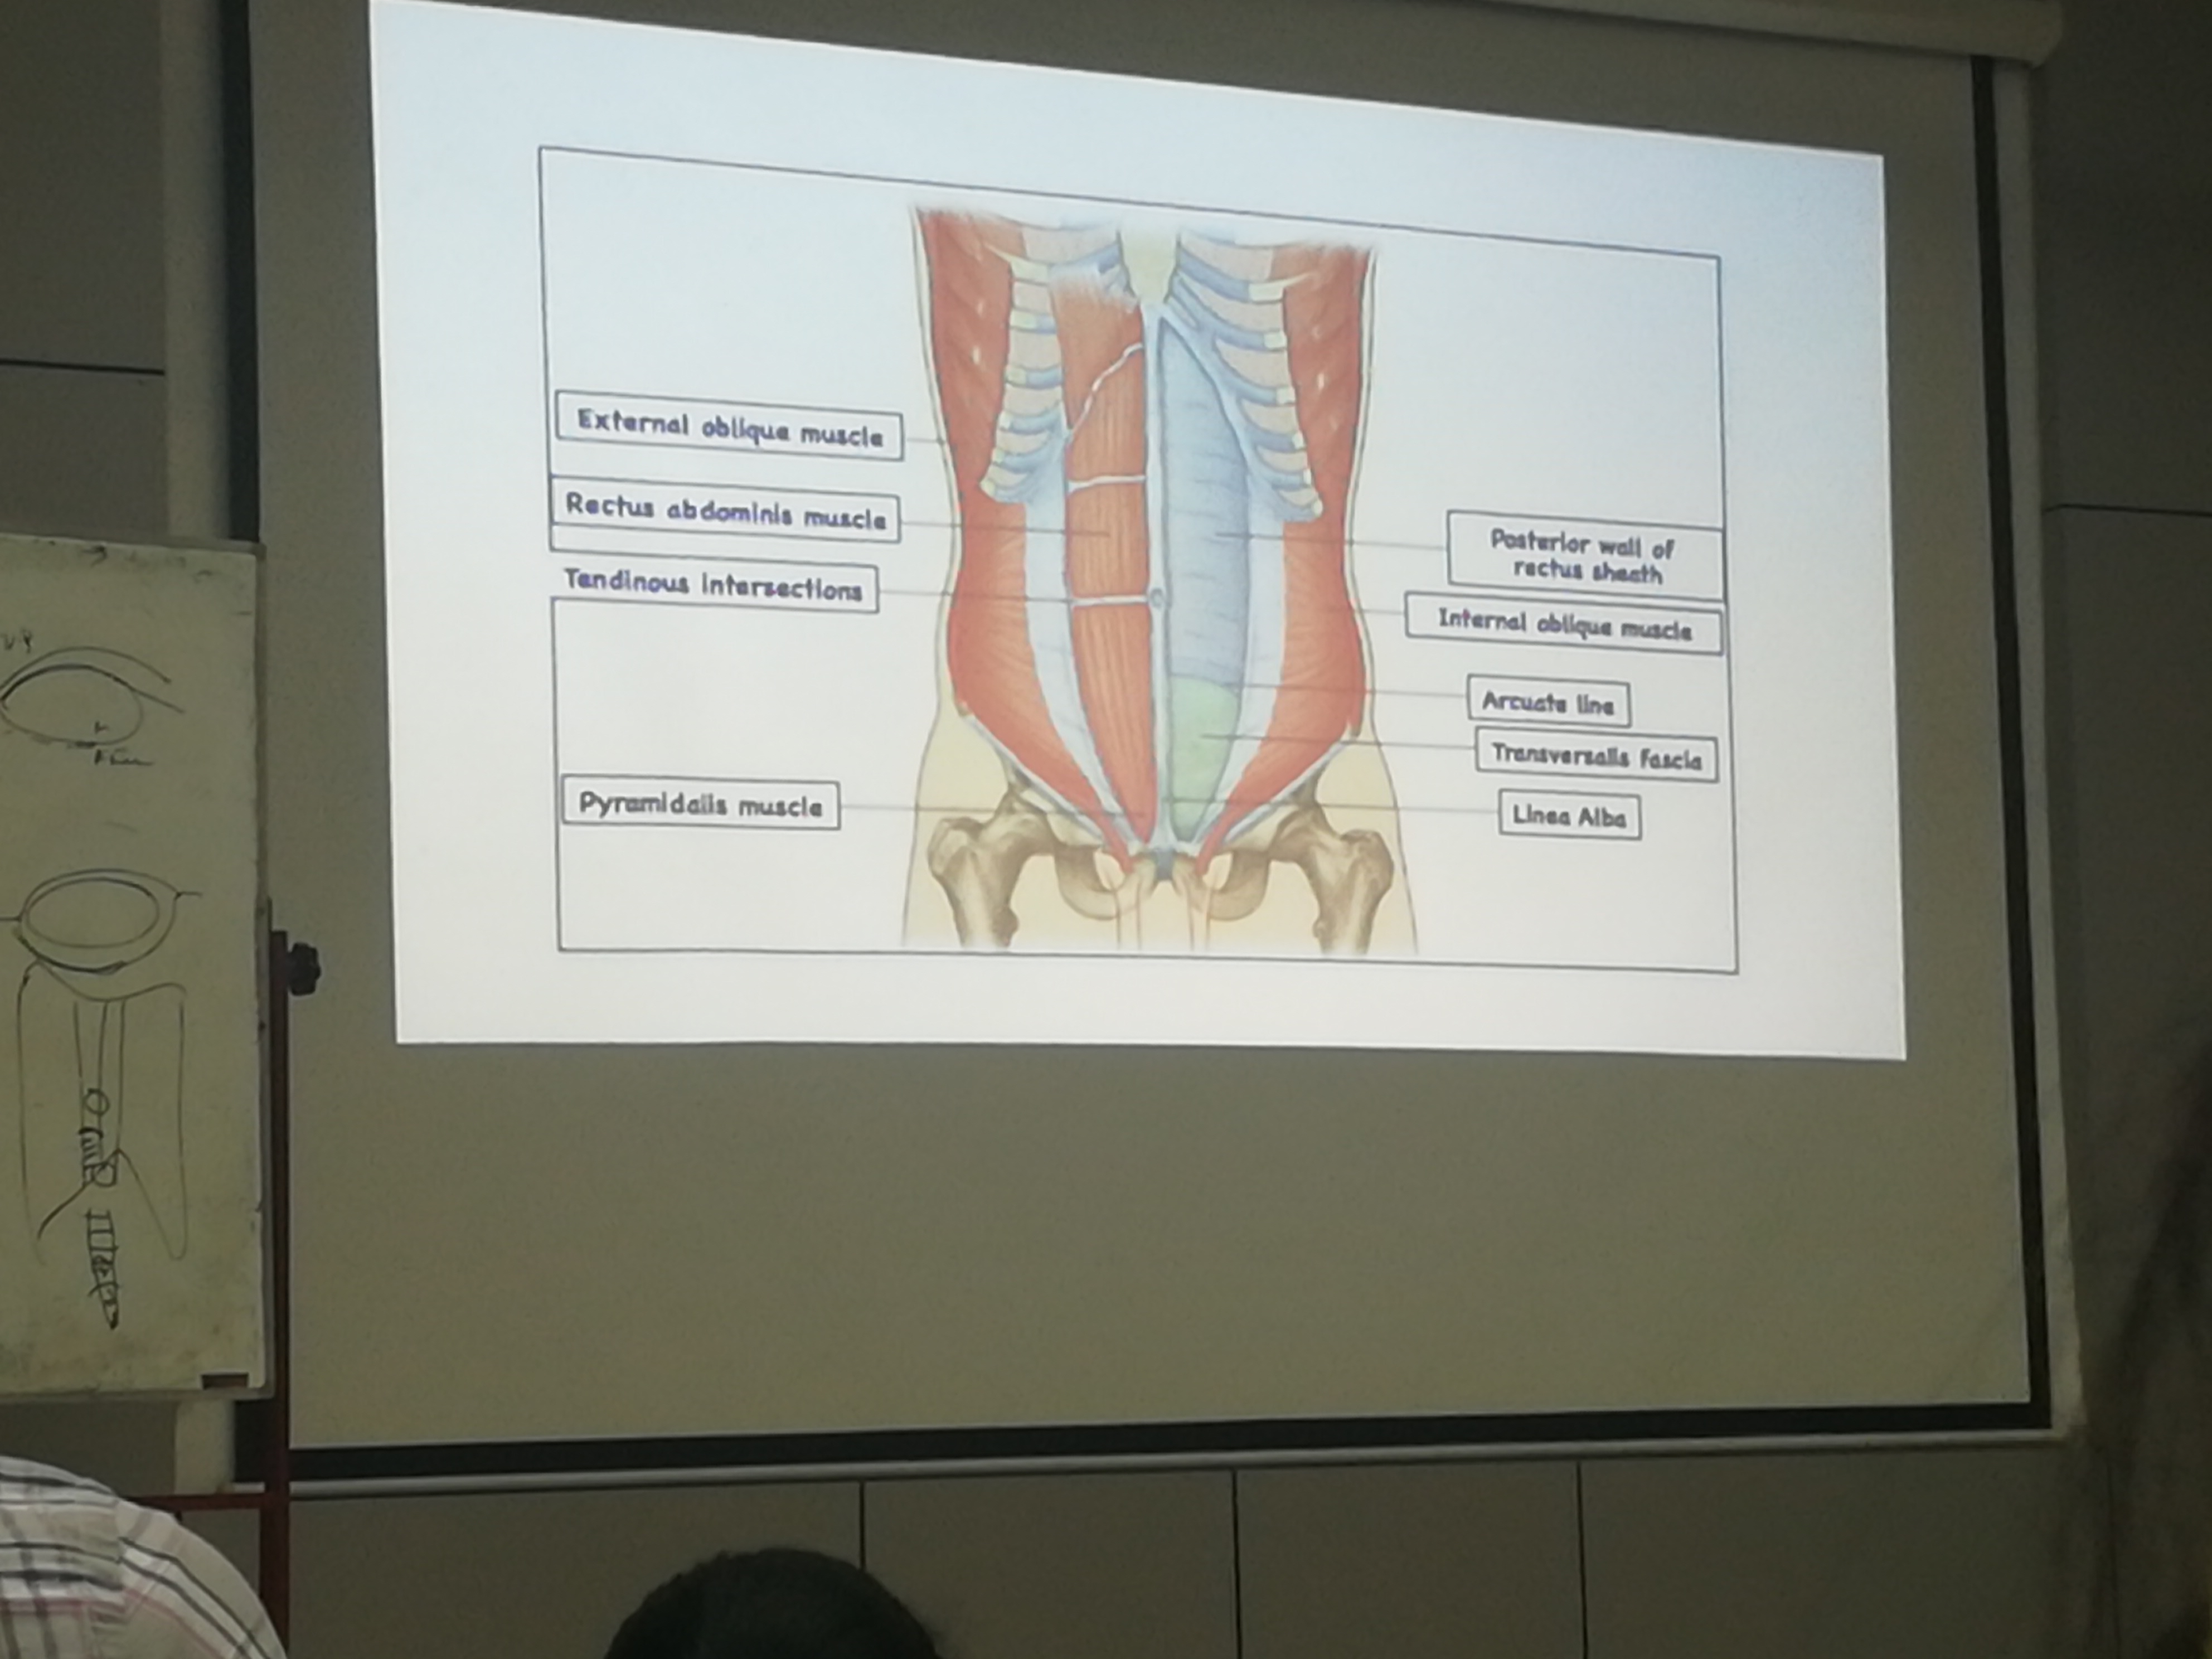 External oblique muscle
Rectus abdominis muscle
Tendinous intersections
Pyramidalis muscle
Posterior wall of
rectus sheath
Internal oblique muscle
Arcuate line
Transversalis fascia
Linea Alba